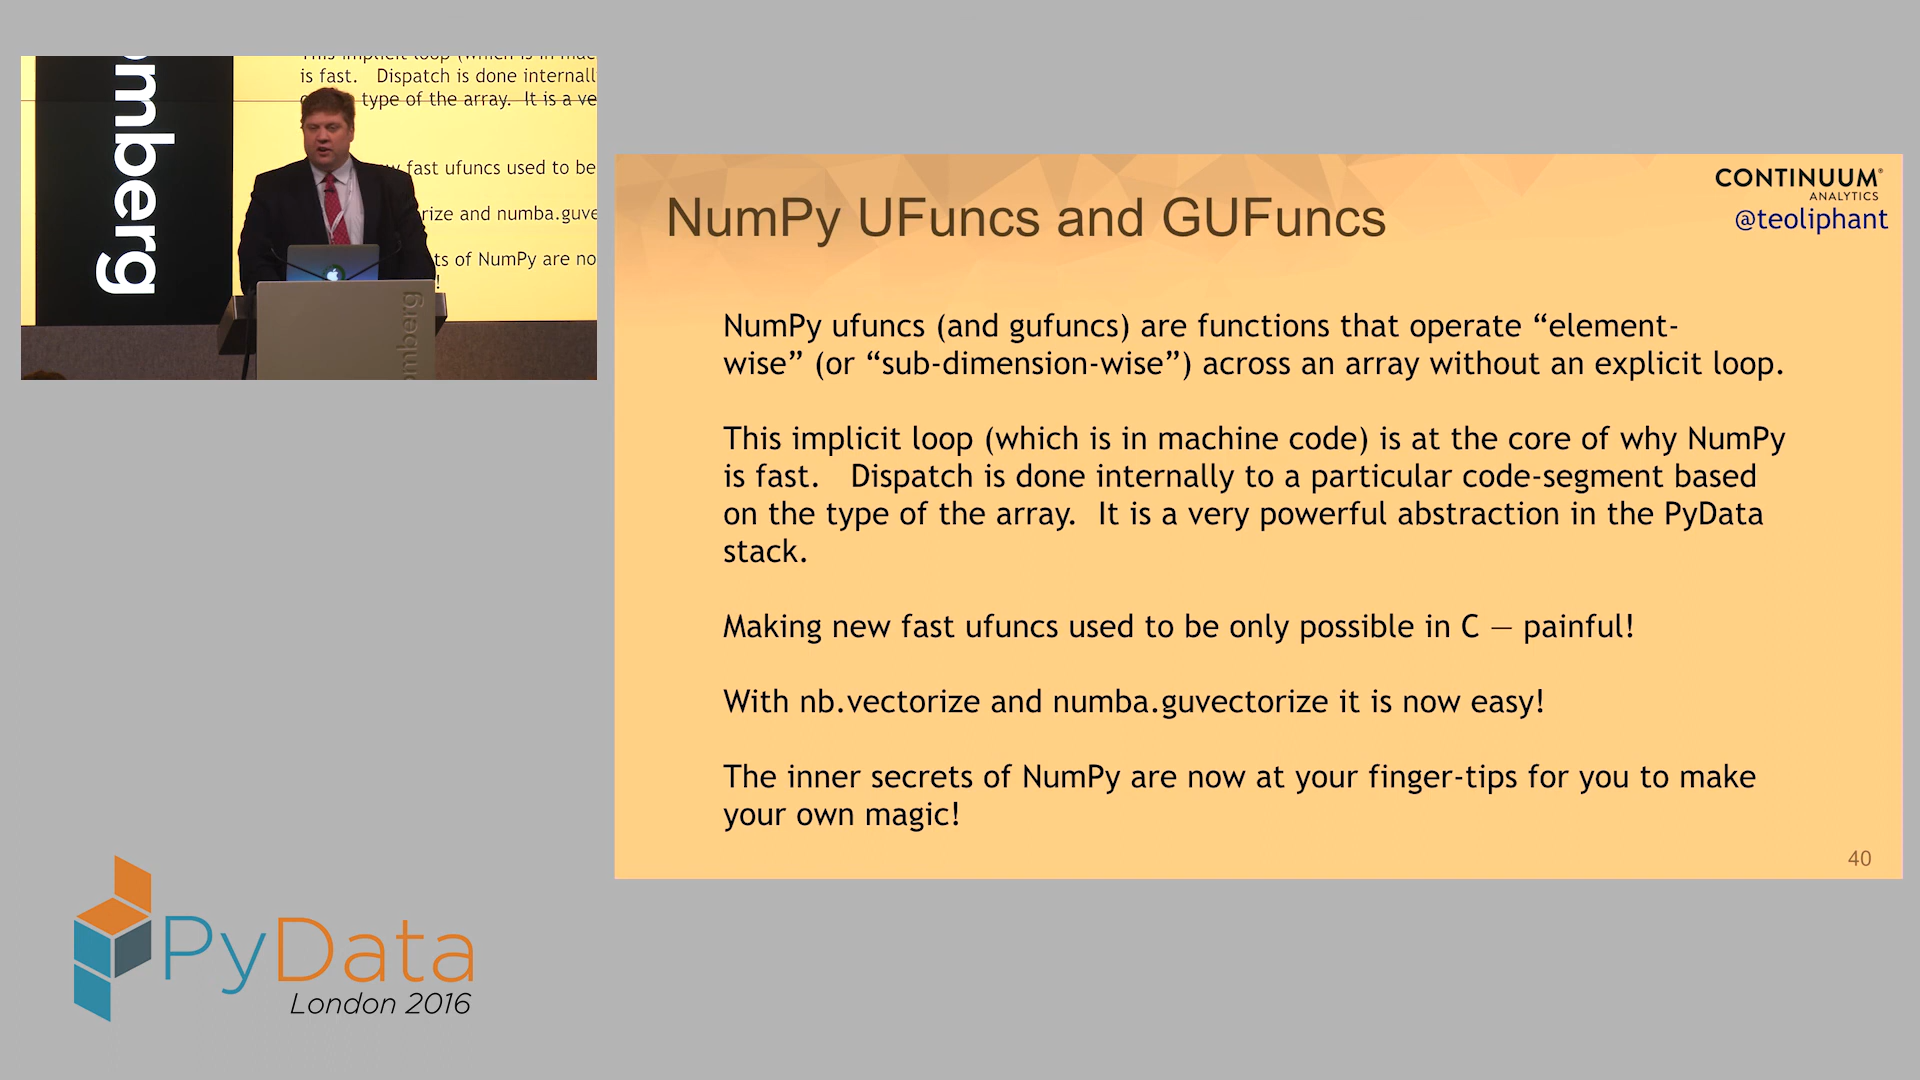 omberg
is fast.   Dispatch is done internall
type of the array.  It is a ve
fast ufuncs used to be
rize and numba.guve
ts of NumPy are no
!
omberg
CONTINUUM®
ANALYTICS
@teoliphant
NumPy UFuncs and GUFuncs
NumPy ufuncs (and gufuncs) are functions that operate “element-
wise” (or “sub-dimension-wise”) across an array without an explicit loop.
This implicit loop (which is in machine code) is at the core of why NumPy
is fast.   Dispatch is done internally to a particular code-segment based
on the type of the array.  It is a very powerful abstraction in the PyData
stack.
Making new fast ufuncs used to be only possible in C — painful!
With nb.vectorize and numba.guvectorize it is now easy!
The inner secrets of NumPy are now at your finger-tips for you to make
your own magic!
40
PyData
London 2016